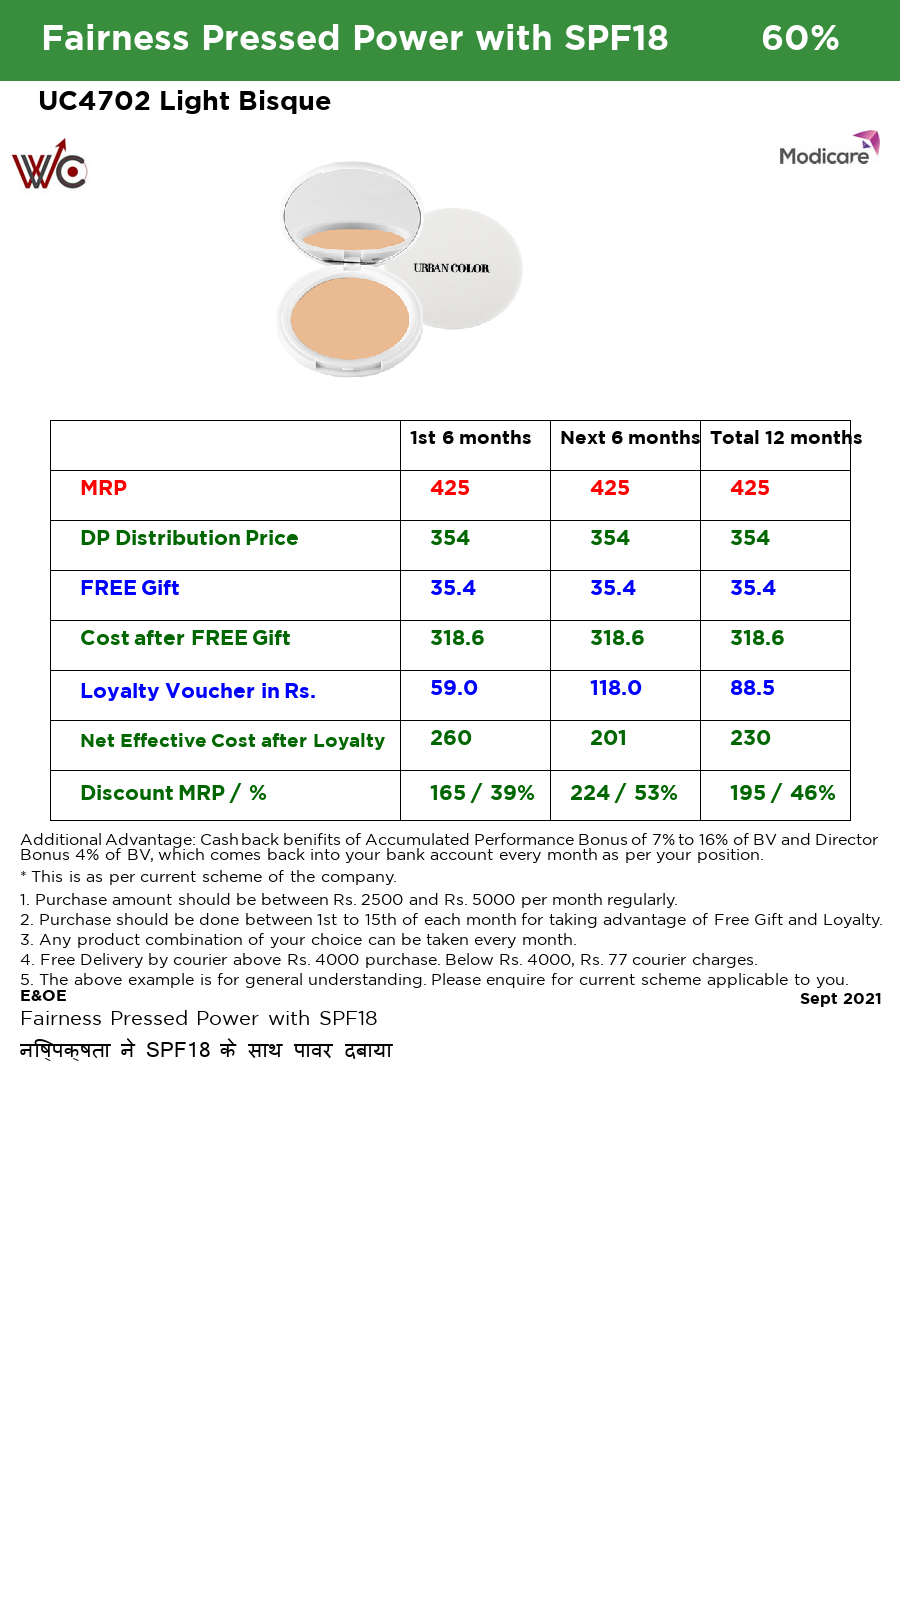 Fairness Pressed Power with SPF18 60%
UC4702 Light Bisque
WC
Modicare
URBAN COLOR
1st 6 months Next 6 months Total 12 months
MRP 425 425 425
DP Distribution Price 354 354 354
FREE Gift 35.4 35.4 35.4
Cost after FREE Gift 318.6 318.6 318.6
Loyalty Voucher in Rs. 59.0 118.0 88.5
Net Effective Cost after Loyalty 260 201 230
Discount MRP / % 165 / 39% 224 / 53% 195 / 46%
Additional Advantage: Cashback benifits of Accumulated Performance Bonus of 7% to 16% of BV and Director
Bonus 4% of BV, which comes back into your bank account every month as per your position.
* This is as per current scheme of the company.
1. Purchase amount should be between Rs. 2500 and Rs. 5000 per month regularly.
2. Purchase should be done between 1st to 15th of each month for taking advantage of Free Gift and Loyalty.
3. Any product combination of your choice can be taken every month.
4. Free Delivery by courier above Rs. 4000 purchase. Below Rs. 4000, Rs. 77 courier charges.
5. The above example is for general understanding. Please enquire for current scheme applicable to you.
E&OE Sept 2021
Fairness Pressed Power with SPF18
निष्पक्षता ने SPF18 के साथ पावर दबाया